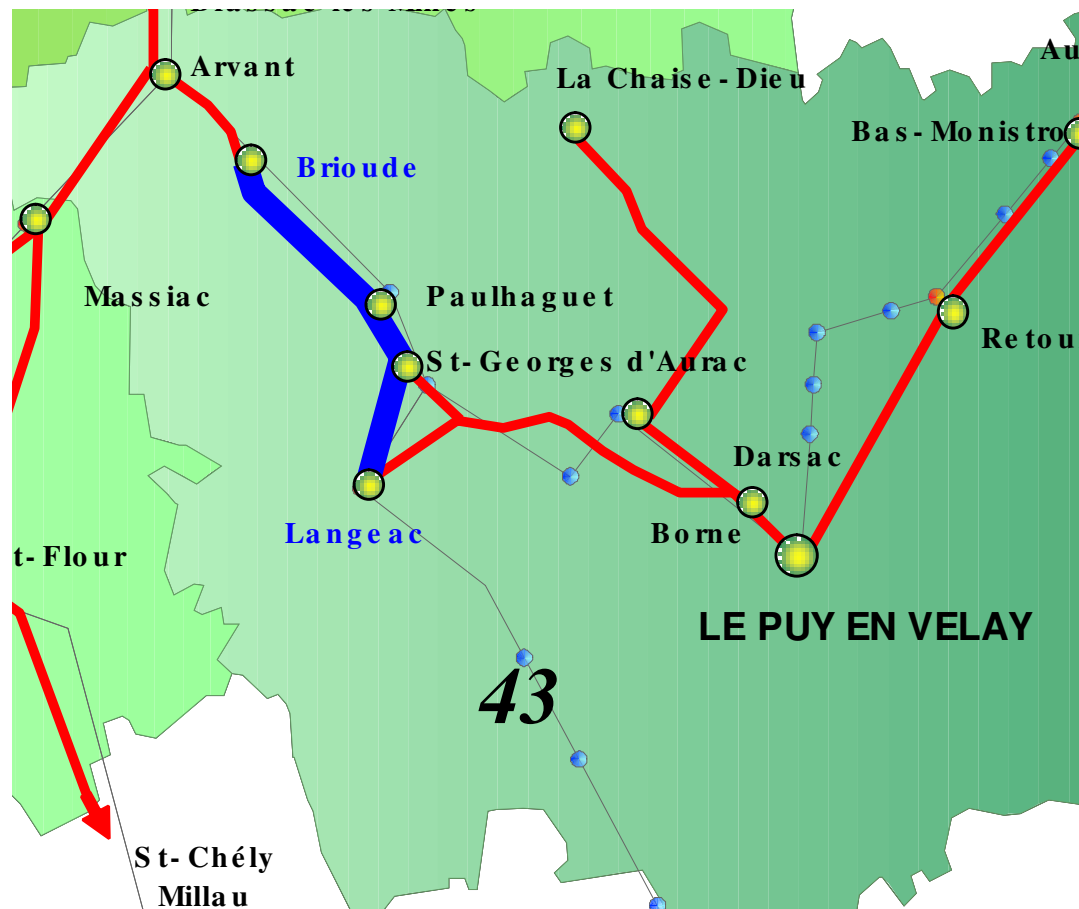 Arvant
La Chaise-Dieu
Au
Bas-Monistro
Brioude
Massiac
Paulhaguet
Retou
St-Georges d'Aurac
Darsac
Langeac
Borne
t-Flour
LE PUY EN VELAY
43
St-Chély
Millau